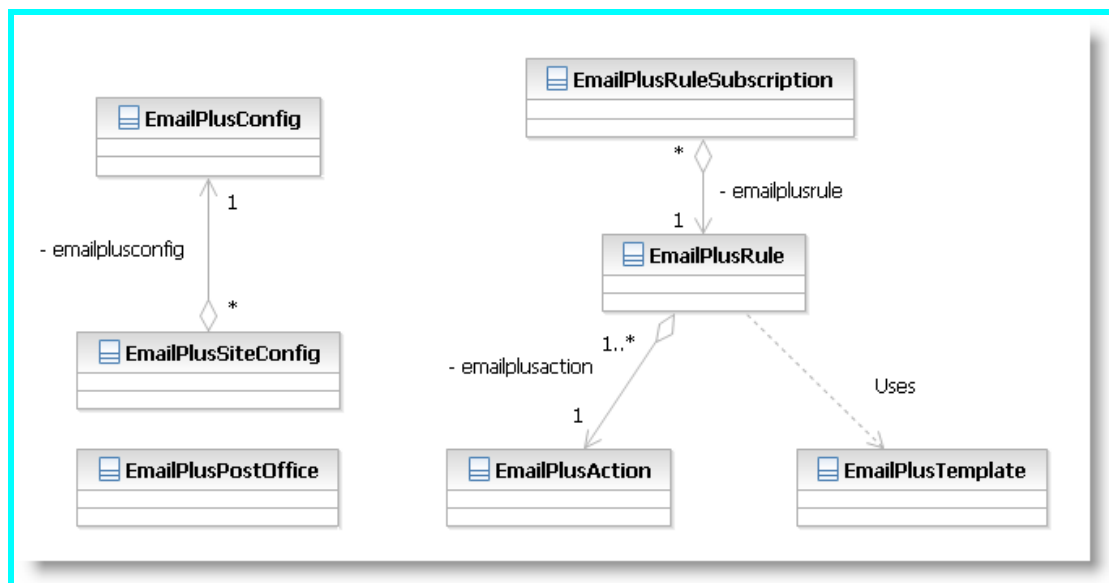 EmailPlusRuleSubscription
EmailPlusConfig
*
- emailplusrule
1
1
- emailplusconfig
EmailPlusRule
*
EmailPlusSiteConfig
1..*
- emailplusaction
Uses
1
EmailPlusPostOffice
EmailPlusAction
EmailPlusTemplate